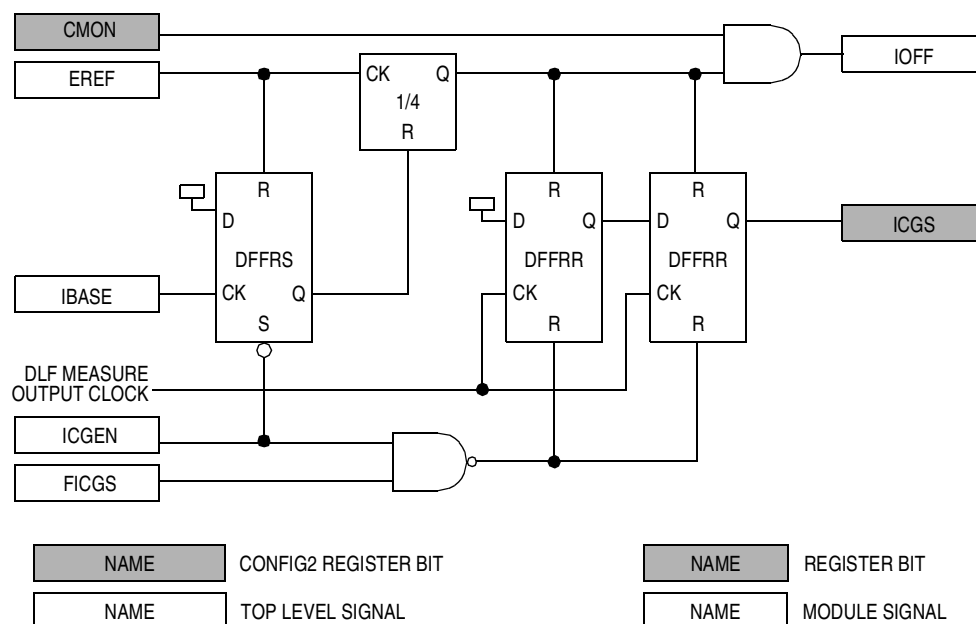 CMON
IOFF
EREF
CK Q
1/4
R
R
R
R
D
D Q
D Q
ICGS
DFFRS
DFFRR
DFFRR
IBASE
CK Q
CK
CK
S
R
R
DLF MEASURE
OUTPUT CLOCK
ICGEN
FICGS
NAME CONFIG2 REGISTER BIT
NAME REGISTER BIT
NAME TOP LEVEL SIGNAL
NAME MODULE SIGNAL